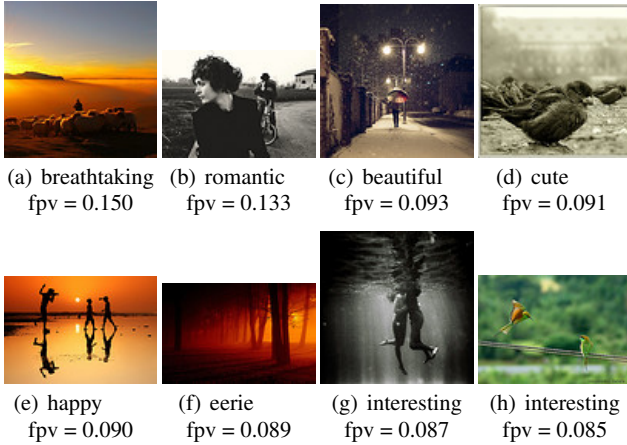 (a) breathtaking
fpv = 0.150
(b) romantic
fpv = 0.133
(c) beautiful
fpv = 0.093
(d) cute
fpv = 0.091
(e) happy
fpv = 0.090
(f) eerie
fpv = 0.089
(g) interesting
fpv = 0.087
(h) interesting
fpv = 0.085